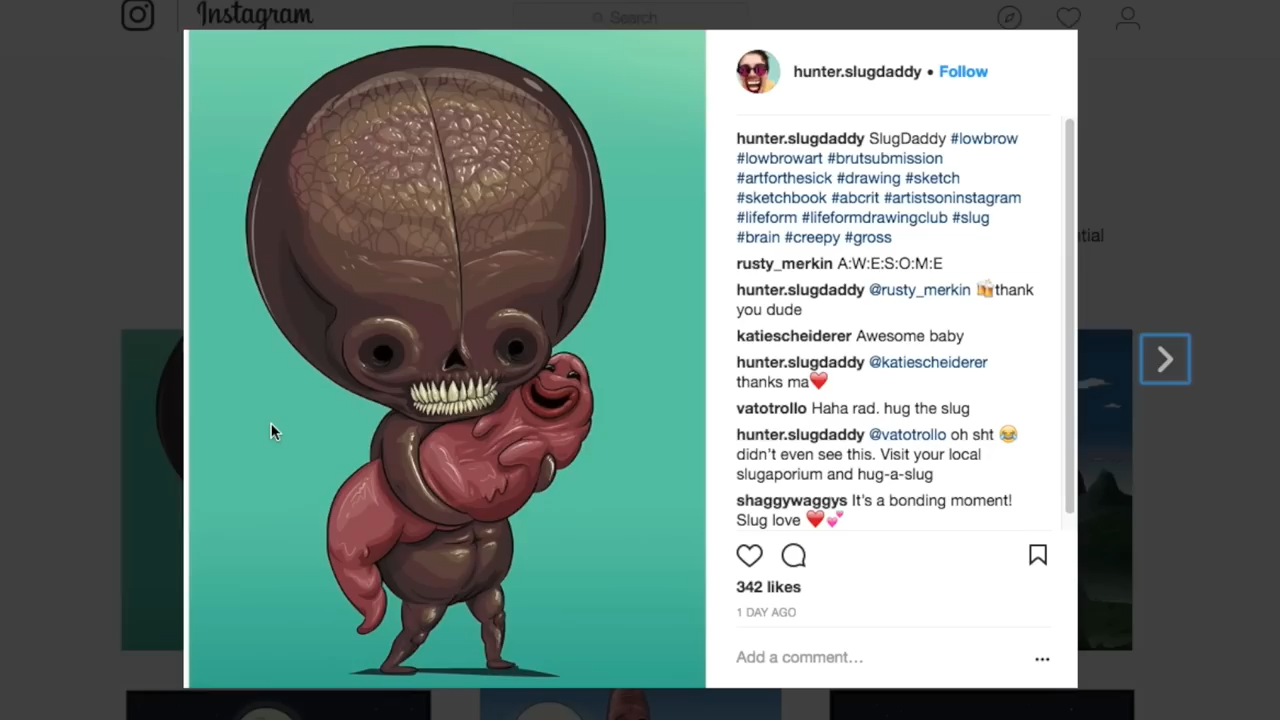 Instagram
Search
hunter.slugdaddy • Follow
hunter.slugdaddy SlugDaddy #lowbrow
#lowbrowart #brutsubmission
#artforthesick #drawing #sketch
#sketchbook #abcrit #artistsoninstagram
#lifeform #lifeformdrawingclub #slug
#brain #creepy #gross
rusty_merkin A:W:E:S:O:M:E
hunter.slugdaddy @rusty_merkin 🍻thank
you dude
katiescheiderer Awesome baby
hunter.slugdaddy @katiescheiderer
thanks ma❤️
vatotrollo Haha rad. hug the slug
hunter.slugdaddy @vatotrollo oh sht 😂
didn't even see this. Visit your local
slugaporium and hug-a-slug
shaggywaggys It's a bonding moment!
Slug love ❤️💕
342 likes
1 DAY AGO
Add a comment...